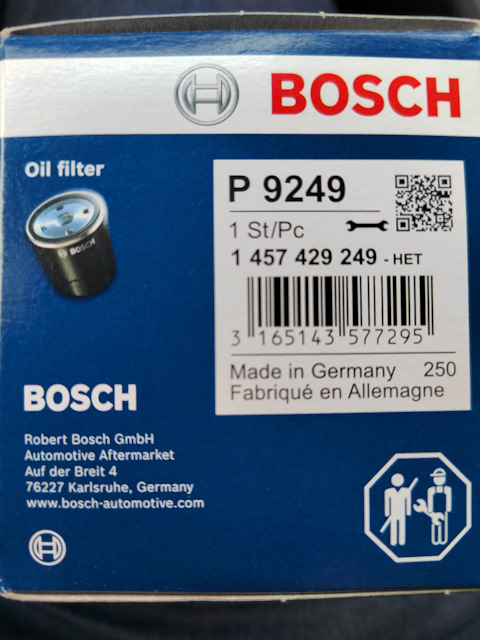 BOSCH
Oil filter
BOSCH
P 9249
1 St/Pc
1 457 429 249 - HET
3 165143 577295
Made in Germany 250
Fabriqué en Allemagne
BOSCH
Robert Bosch GmbH
Automotive Aftermarket
Auf der Breit 4
76227 Karlsruhe, Germany
www.bosch-automotive.com